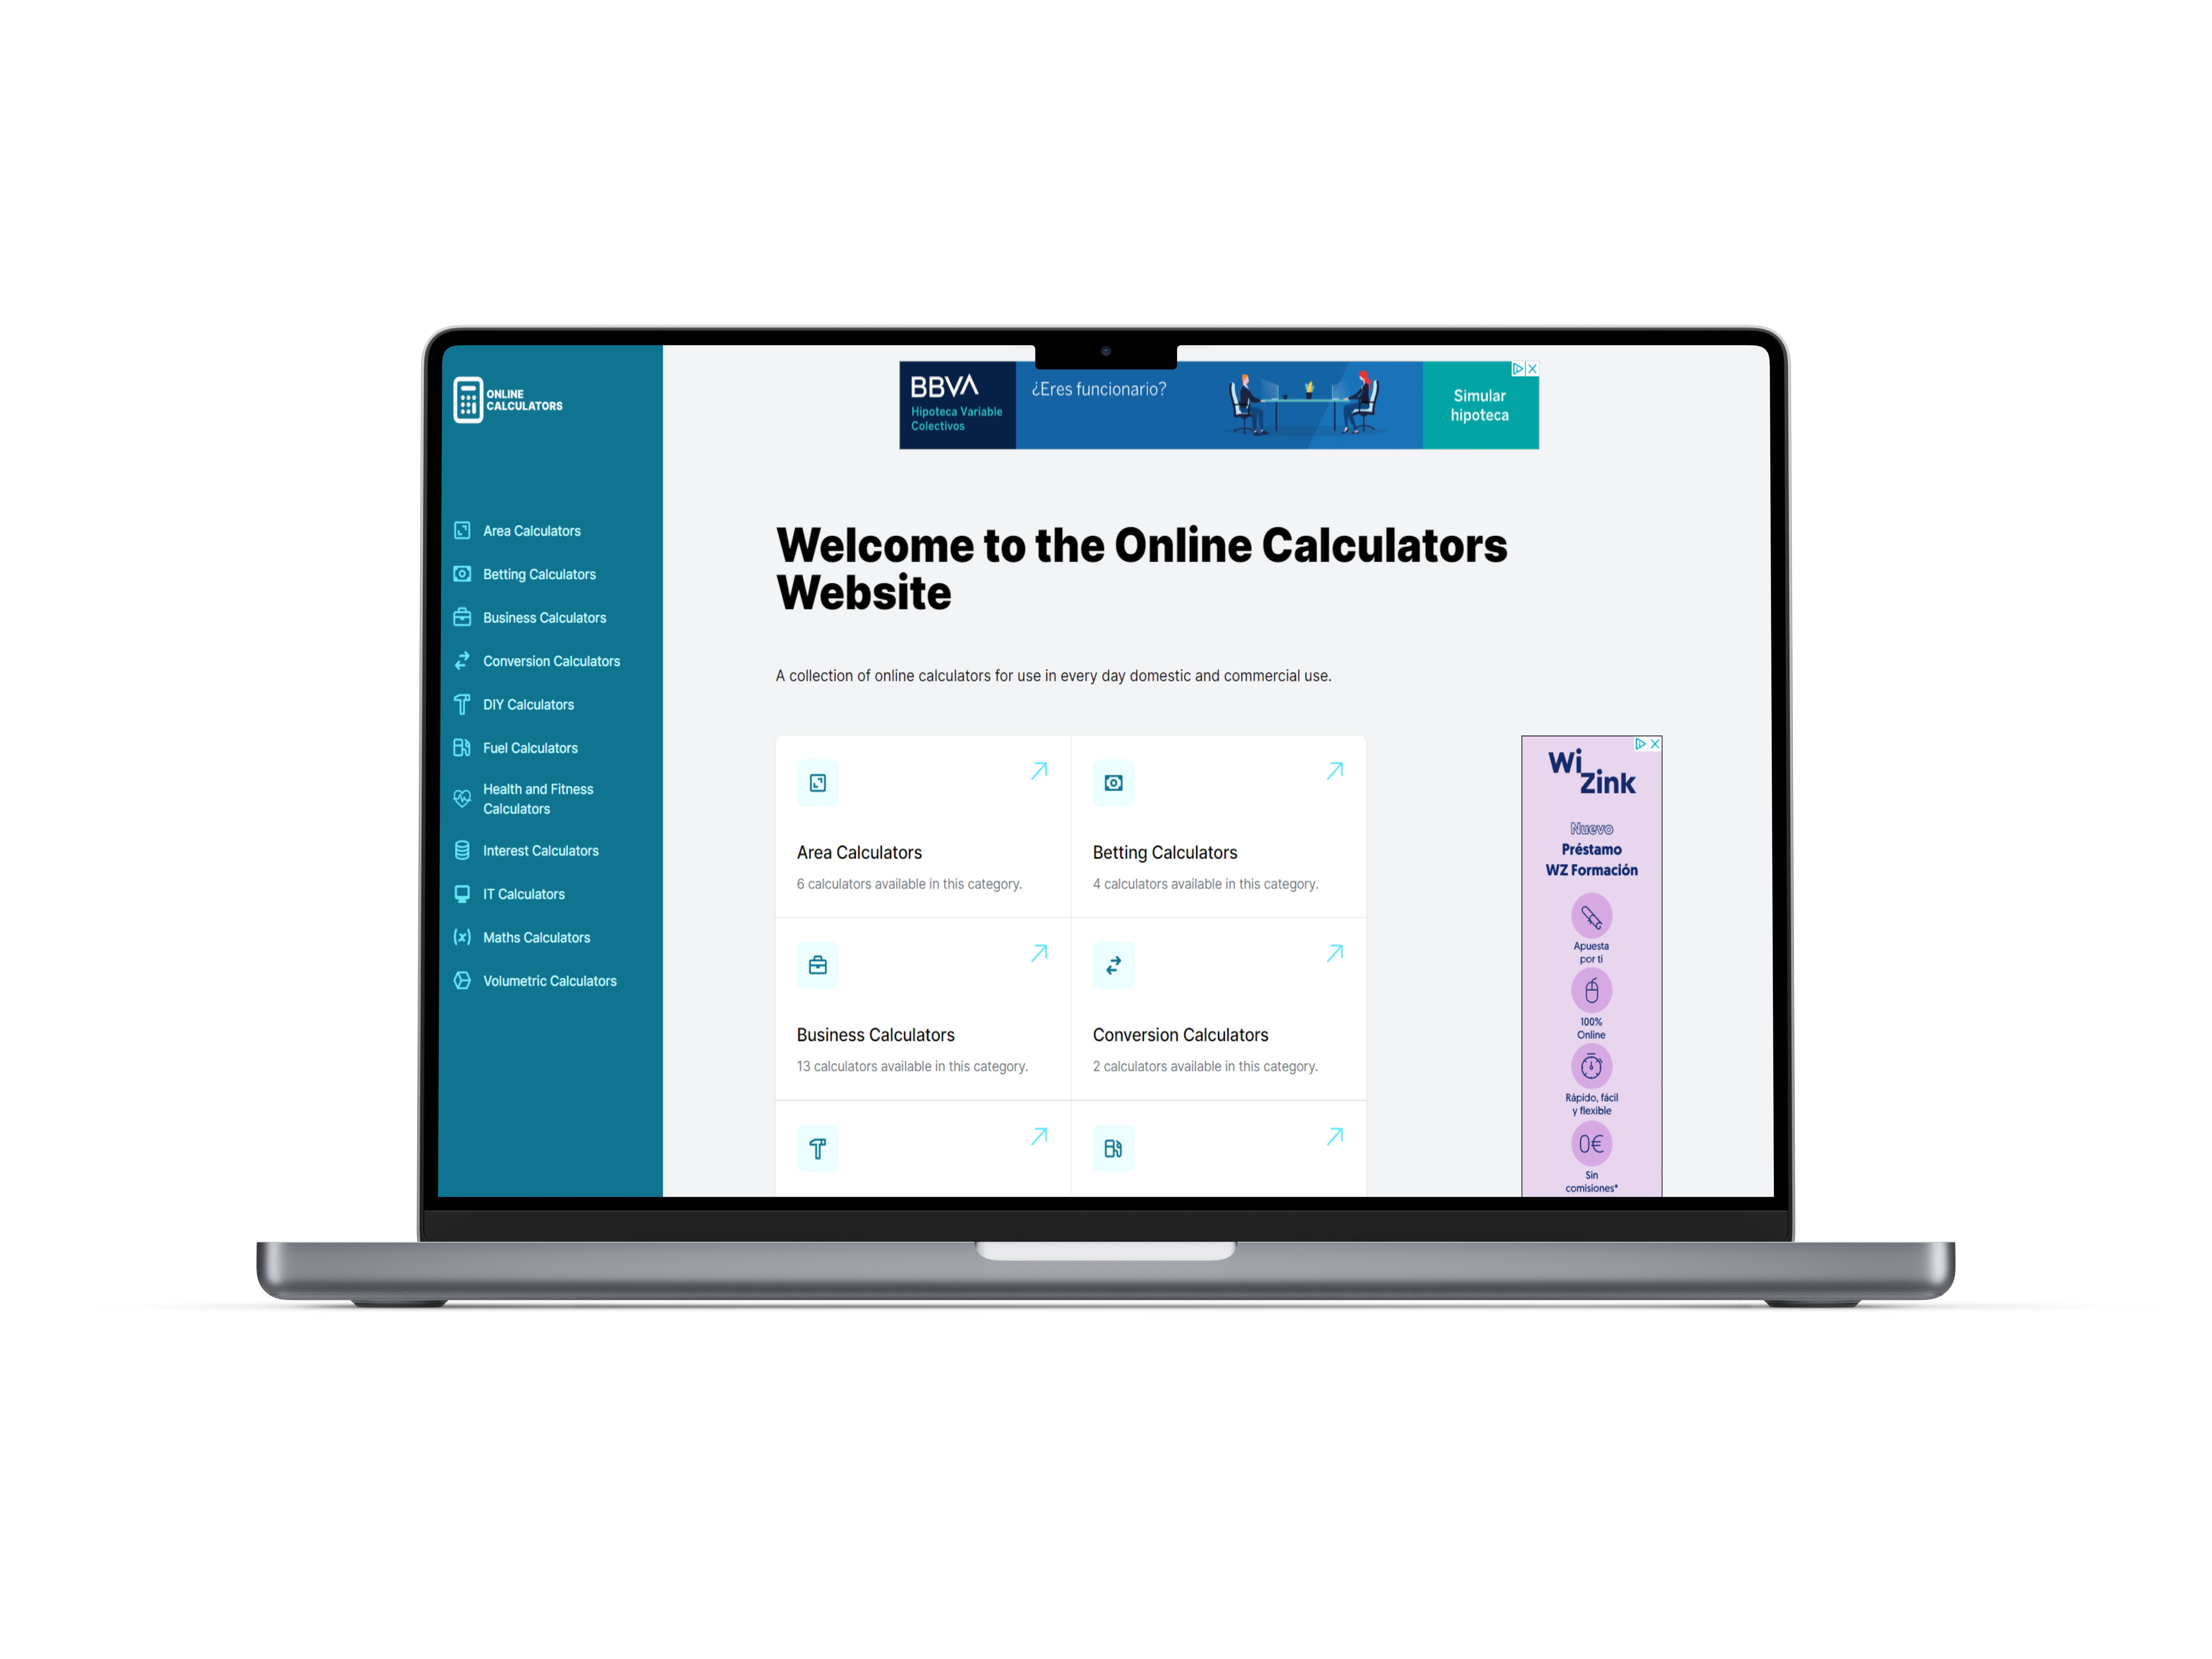 ONLINE
CALCULATORS
Area Calculators
Betting Calculators
Business Calculators
Conversion Calculators
DIY Calculators
Fuel Calculators
Health and Fitness
Calculators
Interest Calculators
IT Calculators
Maths Calculators
Volumetric Calculators
BBVA
Hipoteca Variable
Colectivos
¿Eres funcionario?
Simular
hipoteca
Welcome to the Online Calculators
Website
A collection of online calculators for use in every day domestic and commercial use.
Area Calculators
6 calculators available in this category.
Betting Calculators
4 calculators available in this category.
Business Calculators
13 calculators available in this category.
Conversion Calculators
2 calculators available in this category.
Wi
Zink
Nuevo
Préstamo
WZ Formación
Apuesta
por ti
100%
Online
Rápido, fácil
y flexible
0€
Sin
comisiones*